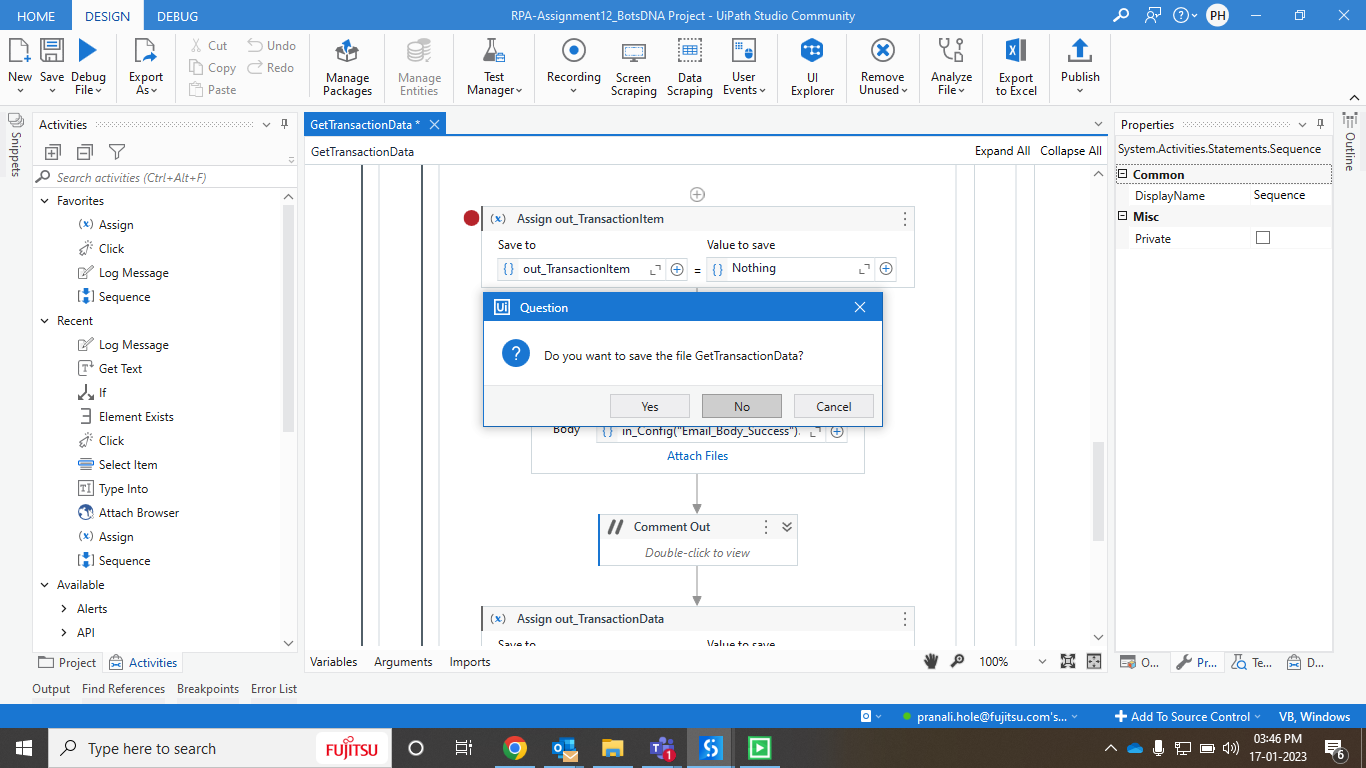 HOME DESIGN DEBUG RPA-Assignment12_BotsDNA Project - UiPath Studio Community PH
New Save Debug File Export As Cut Copy Paste Undo Redo Manage Packages Manage Entities Test Manager Recording Screen Scraping Data Scraping User Events UI Explorer Remove Unused Analyze File Export to Excel Publish
Snippets
Activities
Search activities (Ctrl+Alt+F)
Favorites
Assign
Click
Log Message
Sequence
Recent
Log Message
Get Text
If
Element Exists
Click
Select Item
Type Into
Attach Browser
Assign
Sequence
Available
Alerts
API
Project Activities
GetTransactionData *
GetTransactionData Expand All Collapse All
Assign out_TransactionItem
Save to Value to save
out_TransactionItem = Nothing
Ui Question
Do you want to save the file GetTransactionData?
Yes No Cancel
Body in_Config("Email_Body_Success").
Attach Files
Comment Out
Double-click to view
Assign out_TransactionData
Save to Value to save
Variables Arguments Imports 100%
Properties
System.Activities.Statements.Sequence
Common
DisplayName Sequence
Misc
Private
O... Pr... Te... D...
Outline
Output Find References Breakpoints Error List
pranali.hole@fujitsu.com's... Add To Source Control VB, Windows
Type here to search FUJITSU 1 03:46 PM
17-01-2023 6